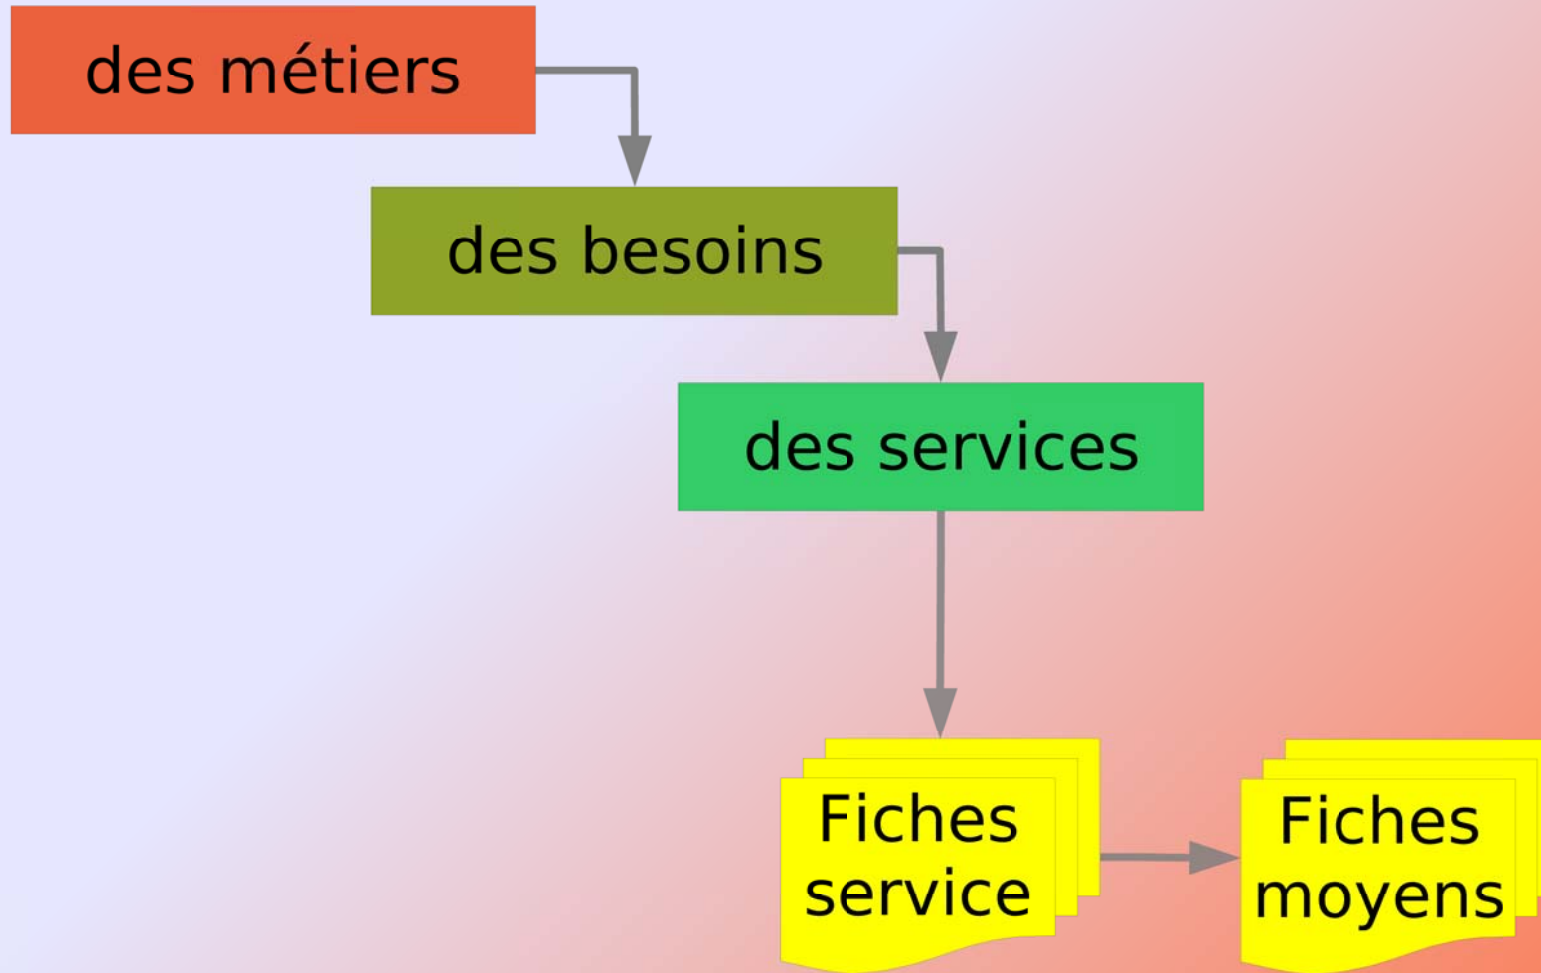 des métiers
des besoins
des services
Fiches
service
Fiches
moyens